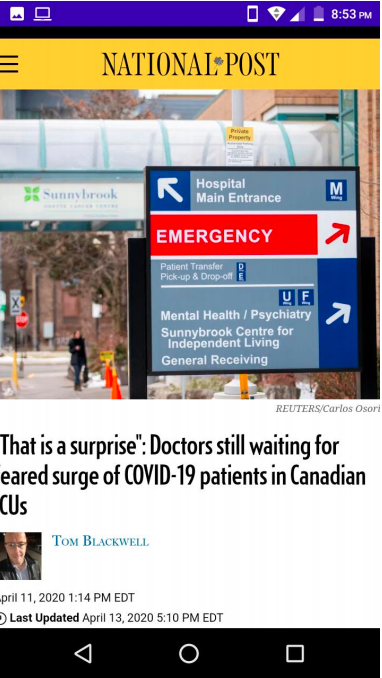 8:53 PM
NATIONAL POST
Private
Property
Sunnybrook
Hospital
Main Entrance
M
Wing
EMERGENCY
Patient Transfer D
Pick-up & Drop-off E
U F
Wing
Mental Health / Psychiatry
Sunnybrook Centre for
Independent Living
General Receiving
REUTERS/Carlos Osori
That is a surprise": Doctors still waiting for
eared surge of COVID-19 patients in Canadian
CUs
TOM BLACKWELL
pril 11, 2020 1:14 PM EDT
Last Updated April 13, 2020 5:10 PM EDT